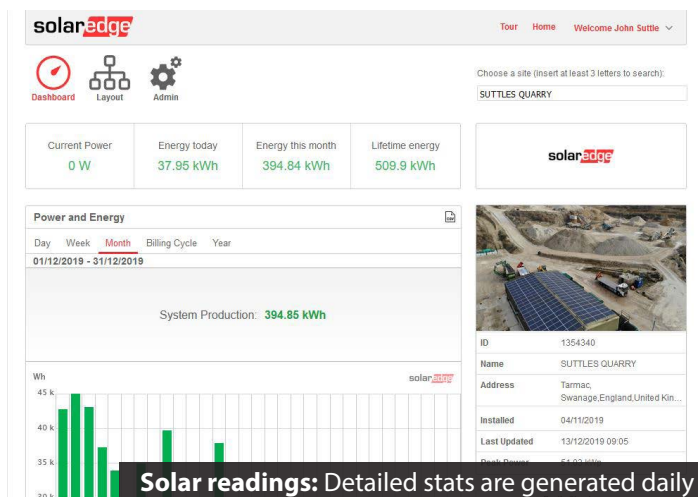 solaredge
Tour Home Welcome John Suttle
Dashboard Layout Admin
Choose a site (Insert at least 3 letters to search):
SUTTLES QUARRY
Current Power Energy today Energy this month Lifetime energy
0 W 37.95 kWh 394.84 kWh 509.9 kWh
solaredge
Power and Energy
Day Week Month Billing Cycle Year
01/12/2019 - 31/12/2019
System Production: 394.85 kWh
Wh
solaredge
45 k
40 k
35 k
30 k
ID 1354340
Name SUTTLES QUARRY
Address Tarmac,
Swanage,England,United Kin...
Installed 04/11/2019
Last Updated 13/12/2019 09:05
Solar readings: Detailed stats are generated daily